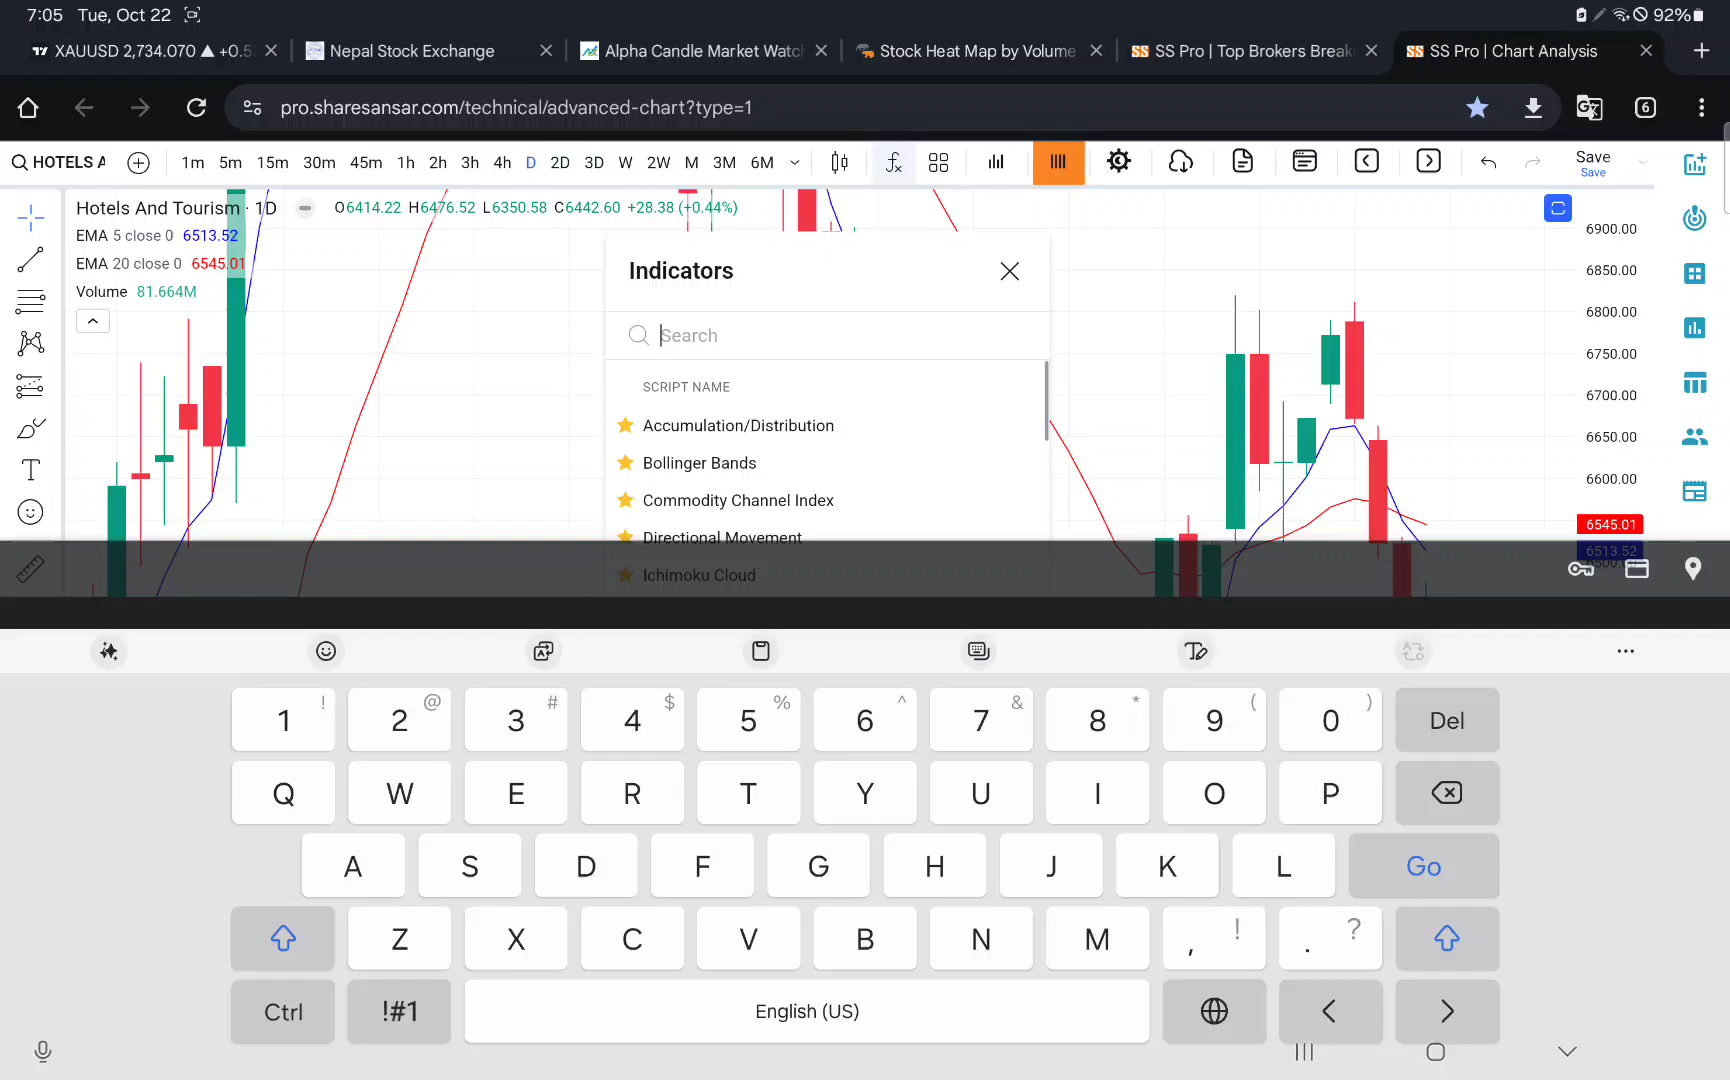 7:05 Tue, Oct 22 92%
XAUUSD 2,734.070 ▲ +0.5
Nepal Stock Exchange
Alpha Candle Market Watch
Stock Heat Map by Volume
SS Pro | Top Brokers Break
SS Pro | Chart Analysis
pro.sharesansar.com/technical/advanced-chart?type=1
6
HOTELS A 1m 5m 15m 30m 45m 1h 2h 3h 4h D 2D 3D W 2W M 3M 6M Save
Save
Hotels And Tourism · 1D O6414.22 H6476.52 L6350.58 C6442.60 +28.38 (+0.44%)
EMA 5 close 0 6513.52
EMA 20 close 0 6545.01
Volume 81.664M
Indicators
Search
SCRIPT NAME
Accumulation/Distribution
Bollinger Bands
Commodity Channel Index
Directional Movement
Ichimoku Cloud
6900.00
6850.00
6800.00
6750.00
6700.00
6650.00
6600.00
6545.01
6513.52
1 ! 2 @ 3 # 4 $ 5 % 6 ^ 7 & 8 * 9 ( 0 ) Del
Q W E R T Y U I O P
A S D F G H J K L Go
Z X C V B N M , ! . ?
Ctrl !#1 English (US) < >